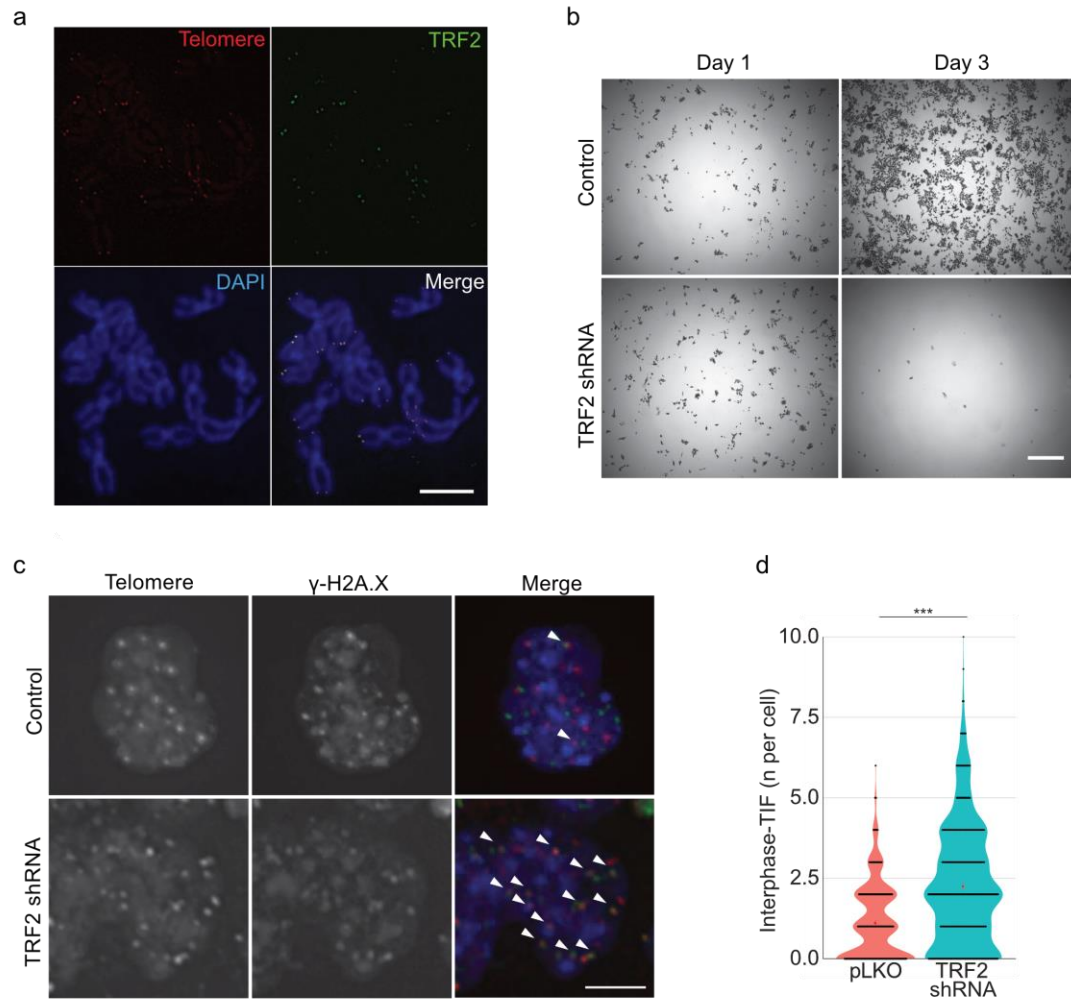 a
Telomere
TRF2
DAPI
Merge
b
Day 1
Day 3
Control
TRF2 shRNA
c
Telomere
γ-H2A.X
Merge
Control
TRF2 shRNA
d
***
Interphase-TIF (n per cell)
10.0
7.5
5.0
2.5
0.0
pLKO
TRF2
shRNA